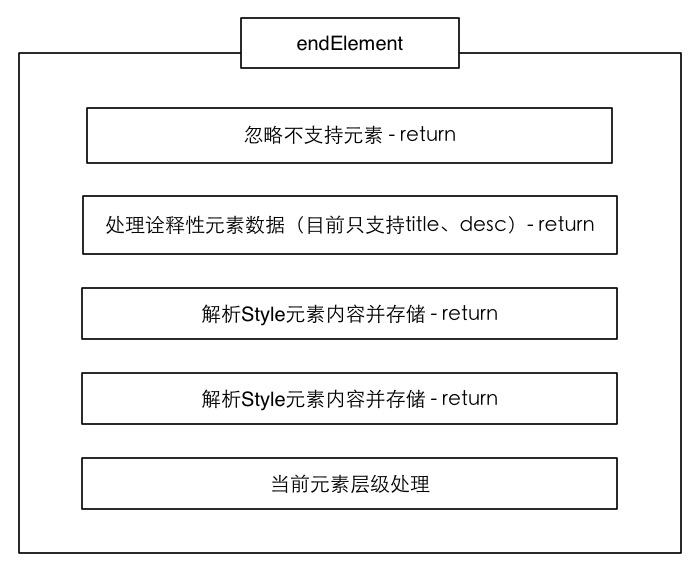 endElement
忽略不支持元素 - return
处理诠释性元素数据（目前只支持title、desc）- return
解析Style元素内容并存储 - return
解析Style元素内容并存储 - return
当前元素层级处理